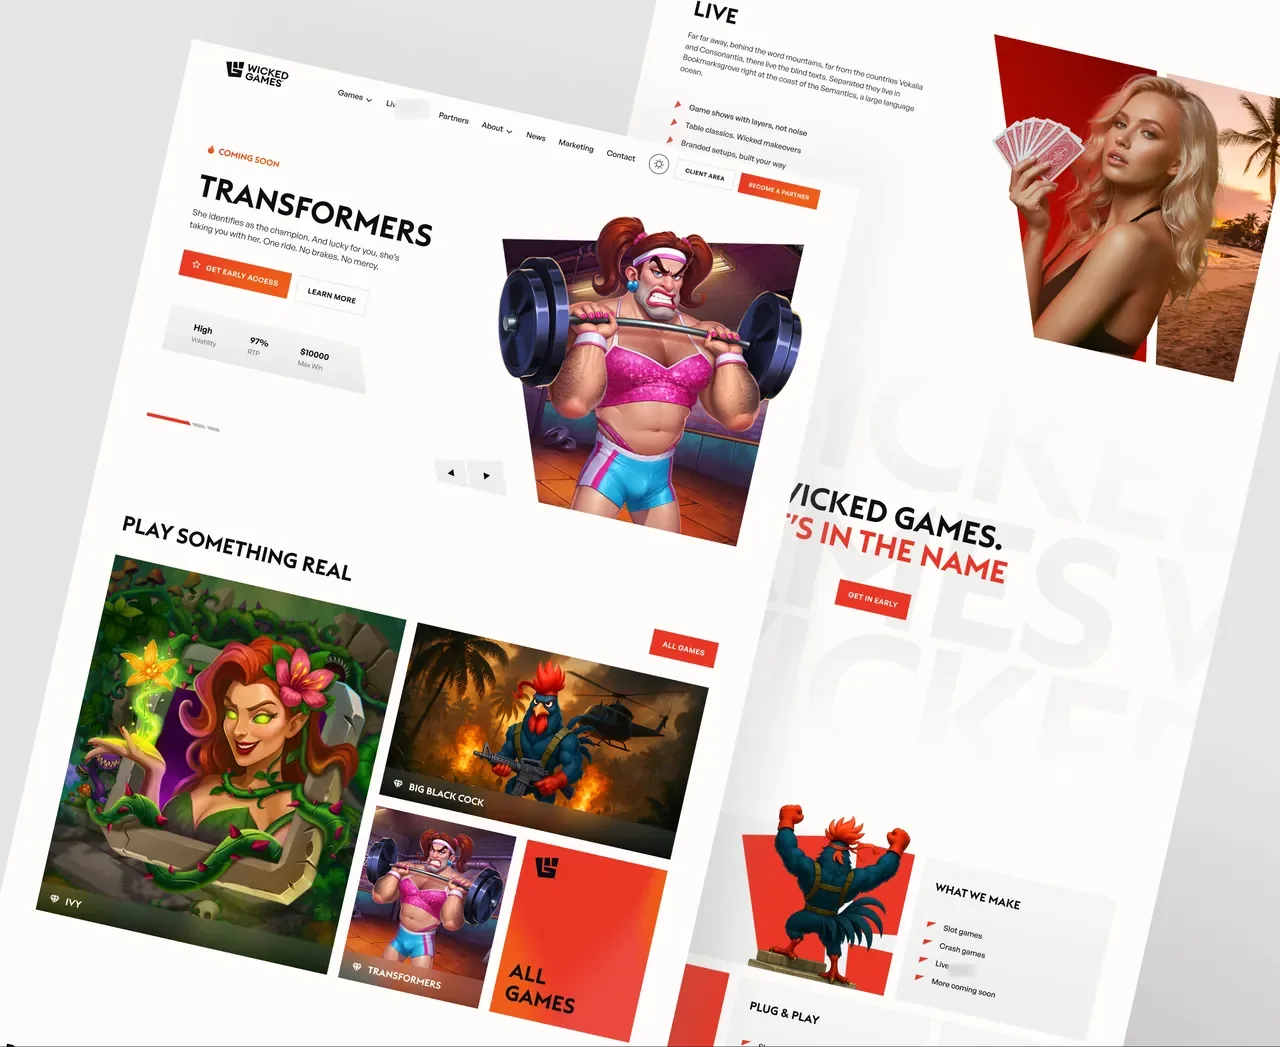 WICKED
GAMES
Games
Liv
Partners
About
News
Marketing
Contact
CLIENT AREA
BECOME A PARTNER
COMING SOON
TRANSFORMERS
She identifies as the champion. And lucky for you, she's
taking you with her. One ride. No brakes. No mercy.
GET EARLY ACCESS
LEARN MORE
High
Volatility
97%
RTP
$10000
Max Win
PLAY SOMETHING REAL
ALL GAMES
IVY
BIG BLACK COCK
TRANSFORMERS
ALL
GAMES
LIVE
Far far away, behind the word mountains, far from the countries Vokalia
and Consonantia, there live the blind texts. Separated they live in
Bookmarksgrove right at the coast of the Semantics, a large language
ocean.
Game shows with layers, not noise
Table classics. Wicked makeovers
Branded setups, built your way
ICKED
WICKED GAMES.
T'S IN THE NAME
GET IN EARLY
MES W
ICKED
WHAT WE MAKE
Slot games
Crash games
Live
More coming soon
PLUG & PLAY